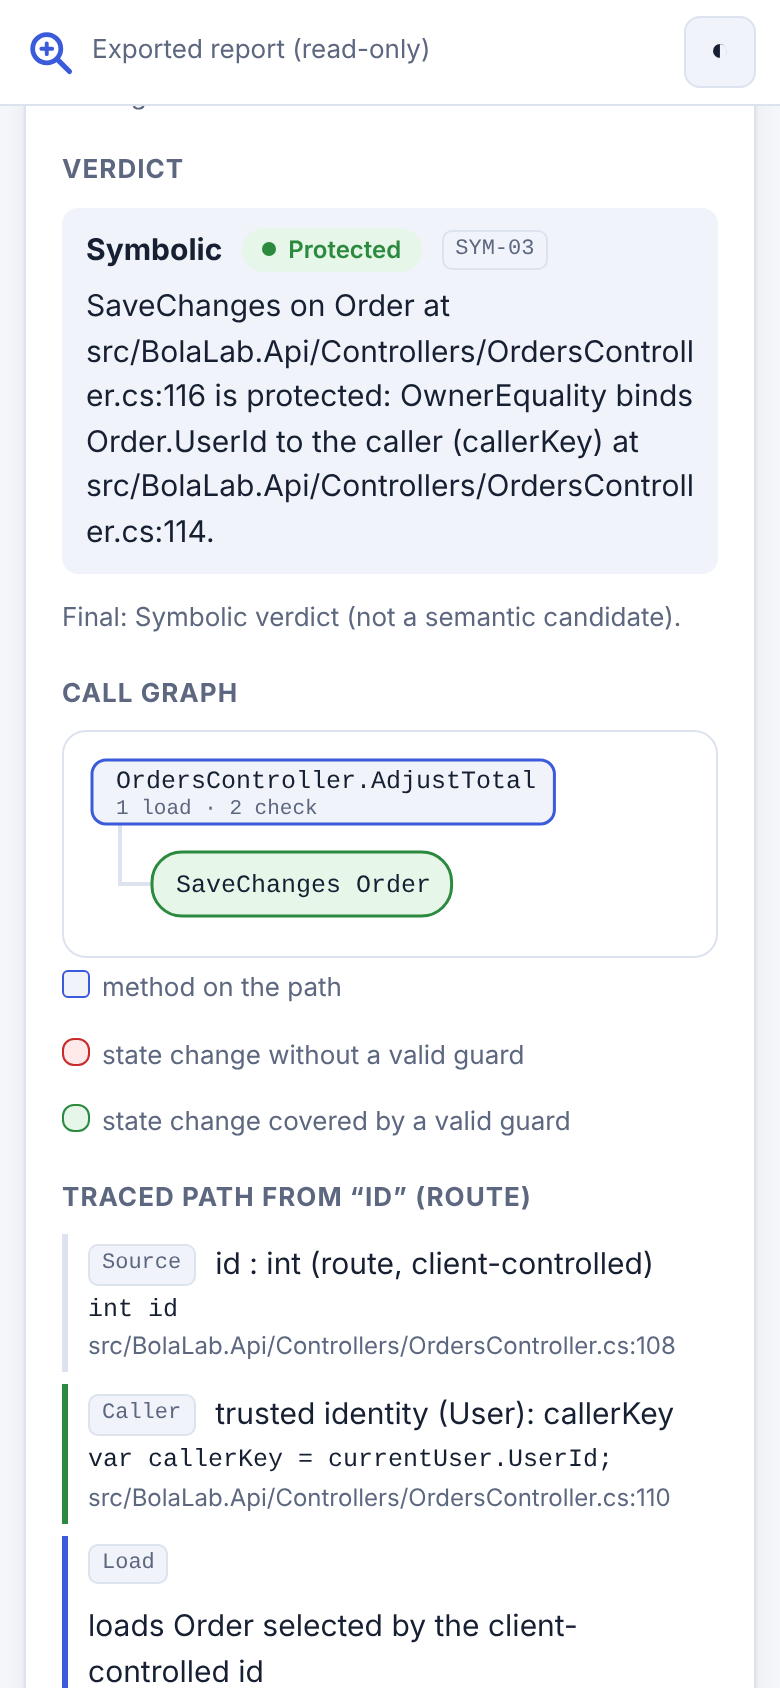 Exported report (read-only)
VERDICT
Symbolic Protected SYM-03
SaveChanges on Order at
src/BolaLab.Api/Controllers/OrdersControll
er.cs:116 is protected: OwnerEquality binds
Order.UserId to the caller (callerKey) at
src/BolaLab.Api/Controllers/OrdersControll
er.cs:114.
Final: Symbolic verdict (not a semantic candidate).
CALL GRAPH
OrdersController.AdjustTotal
1 load · 2 check
SaveChanges Order
method on the path
state change without a valid guard
state change covered by a valid guard
TRACED PATH FROM “ID” (ROUTE)
Source id : int (route, client-controlled)
int id
src/BolaLab.Api/Controllers/OrdersController.cs:108
Caller trusted identity (User): callerKey
var callerKey = currentUser.UserId;
src/BolaLab.Api/Controllers/OrdersController.cs:110
Load
loads Order selected by the client-
controlled id